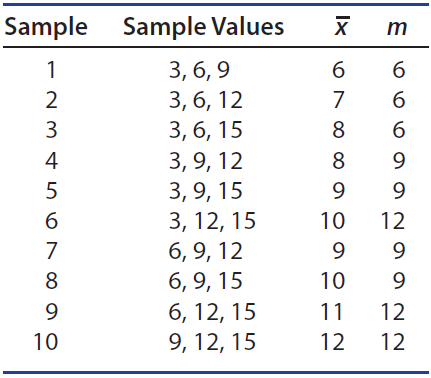 Sample Sample Values x̄ m
1 3, 6, 9 6 6
2 3, 6, 12 7 6
3 3, 6, 15 8 6
4 3, 9, 12 8 9
5 3, 9, 15 9 9
6 3, 12, 15 10 12
7 6, 9, 12 9 9
8 6, 9, 15 10 9
9 6, 12, 15 11 12
10 9, 12, 15 12 12